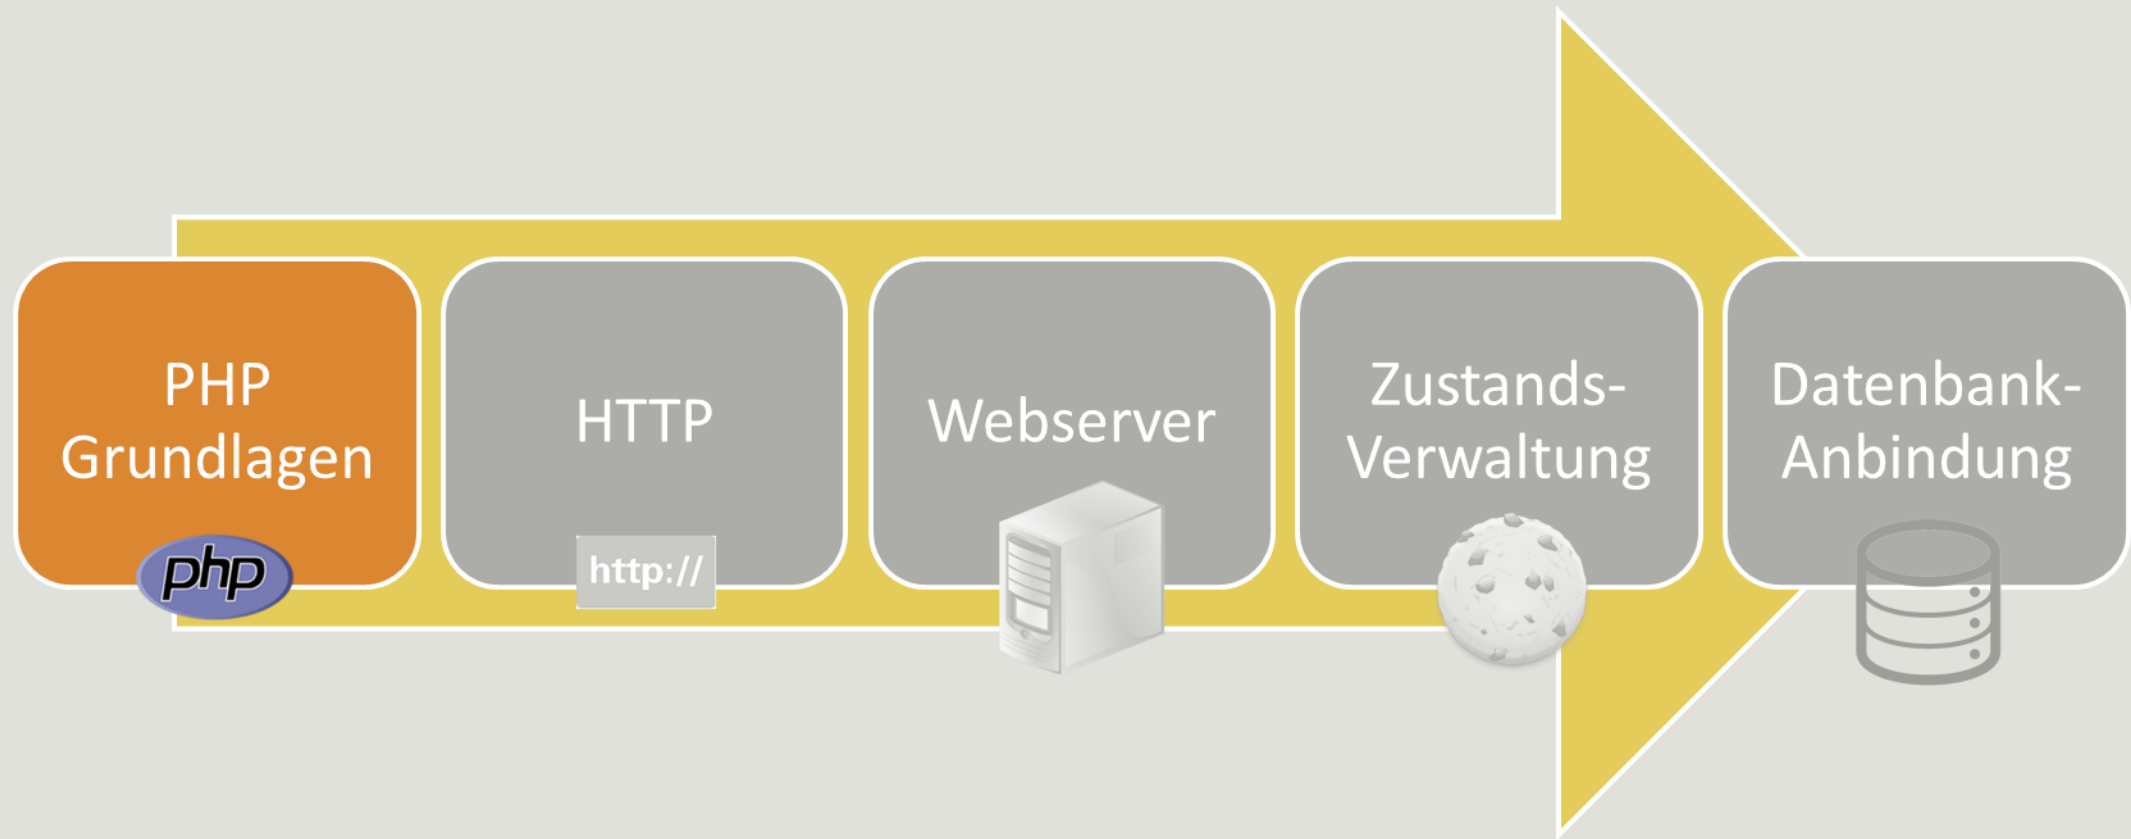 PHP
Grundlagen
php
HTTP
http://
Webserver
Zustands-
Verwaltung
Datenbank-
Anbindung